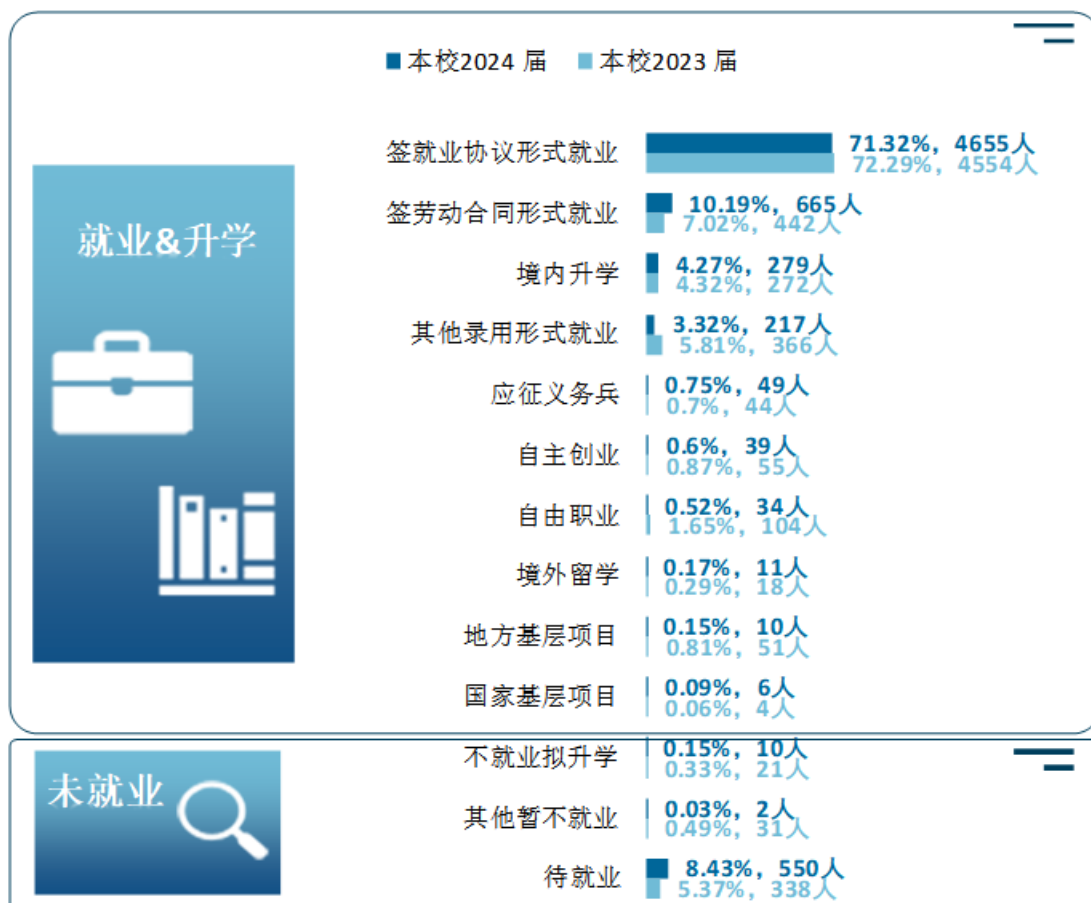 本校2024 届 本校2023 届
就业&升学
签就业协议形式就业 71.32%，4655人
72.29%，4554人
签劳动合同形式就业 10.19%，665人
7.02%，442人
境内升学 4.27%，279人
4.32%，272人
其他录用形式就业 3.32%，217人
5.81%，366人
应征义务兵 0.75%，49人
0.7%，44人
自主创业 0.6%，39人
0.87%，55人
自由职业 0.52%，34人
1.65%，104人
境外留学 0.17%，11人
0.29%，18人
地方基层项目 0.15%，10人
0.81%，51人
国家基层项目 0.09%，6人
0.06%，4人
未就业
不就业拟升学 0.15%，10人
0.33%，21人
其他暂不就业 0.03%，2人
0.49%，31人
待就业 8.43%，550人
5.37%，338人